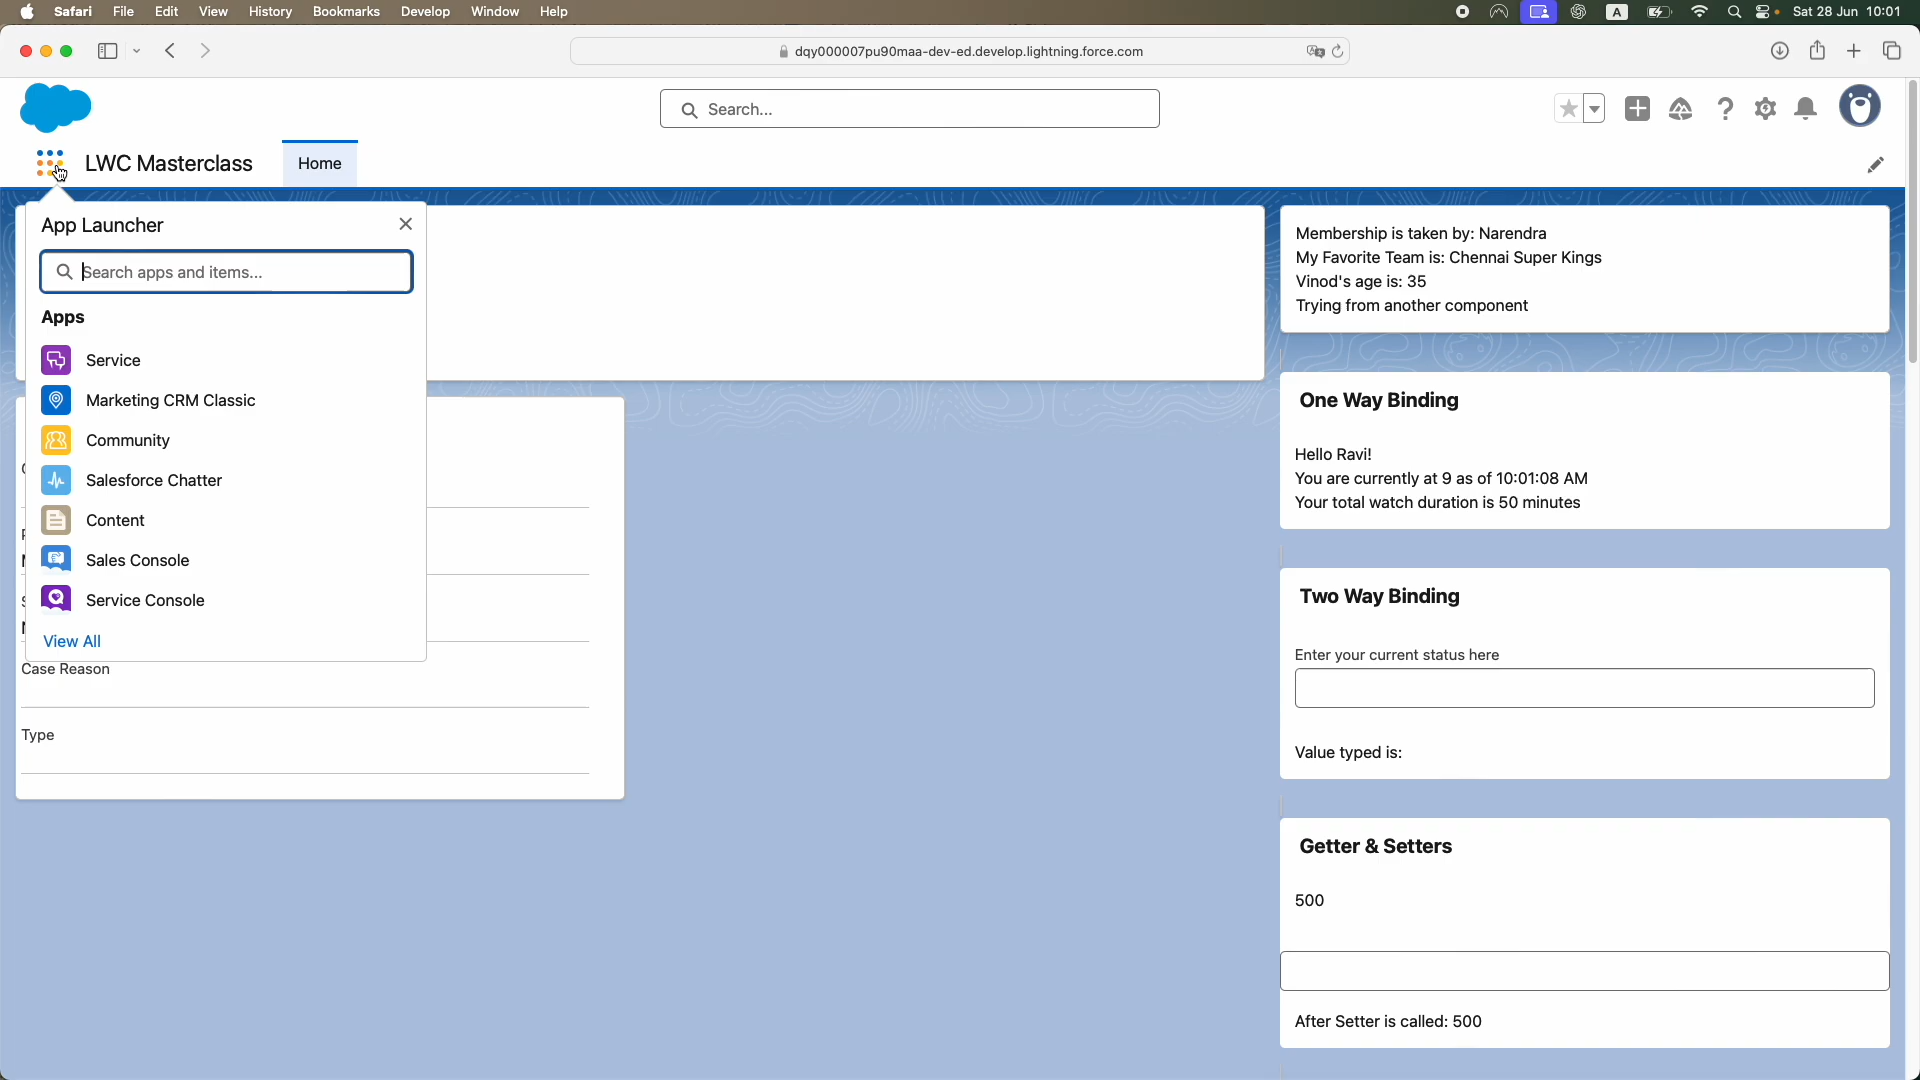 Safari File Edit View History Bookmarks Develop Window Help
A
Sat 28 Jun 10:01
dqy000007pu90maa-dev-ed.develop.lightning.force.com
Search...
LWC Masterclass
Home
App Launcher
Search apps and items...
Apps
Service
Marketing CRM Classic
Community
Salesforce Chatter
Content
Sales Console
Service Console
View All
Case Reason
Type
Membership is taken by: Narendra
My Favorite Team is: Chennai Super Kings
Vinod's age is: 35
Trying from another component
One Way Binding
Hello Ravi!
You are currently at 9 as of 10:01:08 AM
Your total watch duration is 50 minutes
Two Way Binding
Enter your current status here
Value typed is:
Getter & Setters
500
After Setter is called: 500